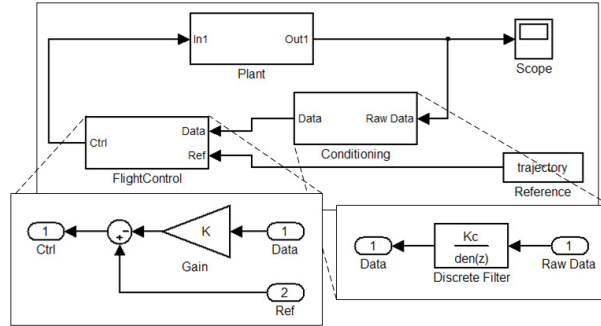 In1
Out1
Plant
Scope
Data
Raw Data
Conditioning
Ctrl
Data
Ref
FlightControl
trajectory
Reference
1
Ctrl
-
+
K
Gain
1
Data
2
Ref
1
Data
Kc
den(z)
Discrete Filter
1
Raw Data